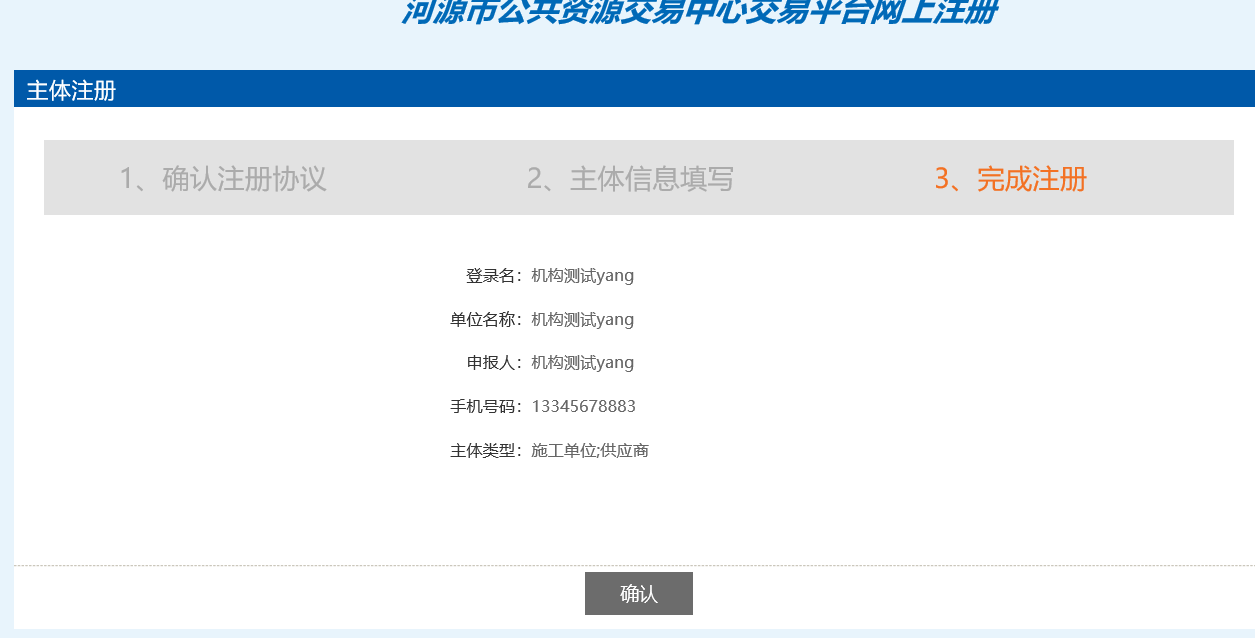 河源市公共资源交易中心交易平台网上注册
主体注册
1、确认注册协议 2、主体信息填写 3、完成注册
登录名：机构测试yang
单位名称：机构测试yang
申报人：机构测试yang
手机号码：13345678883
主体类型：施工单位;供应商
确认